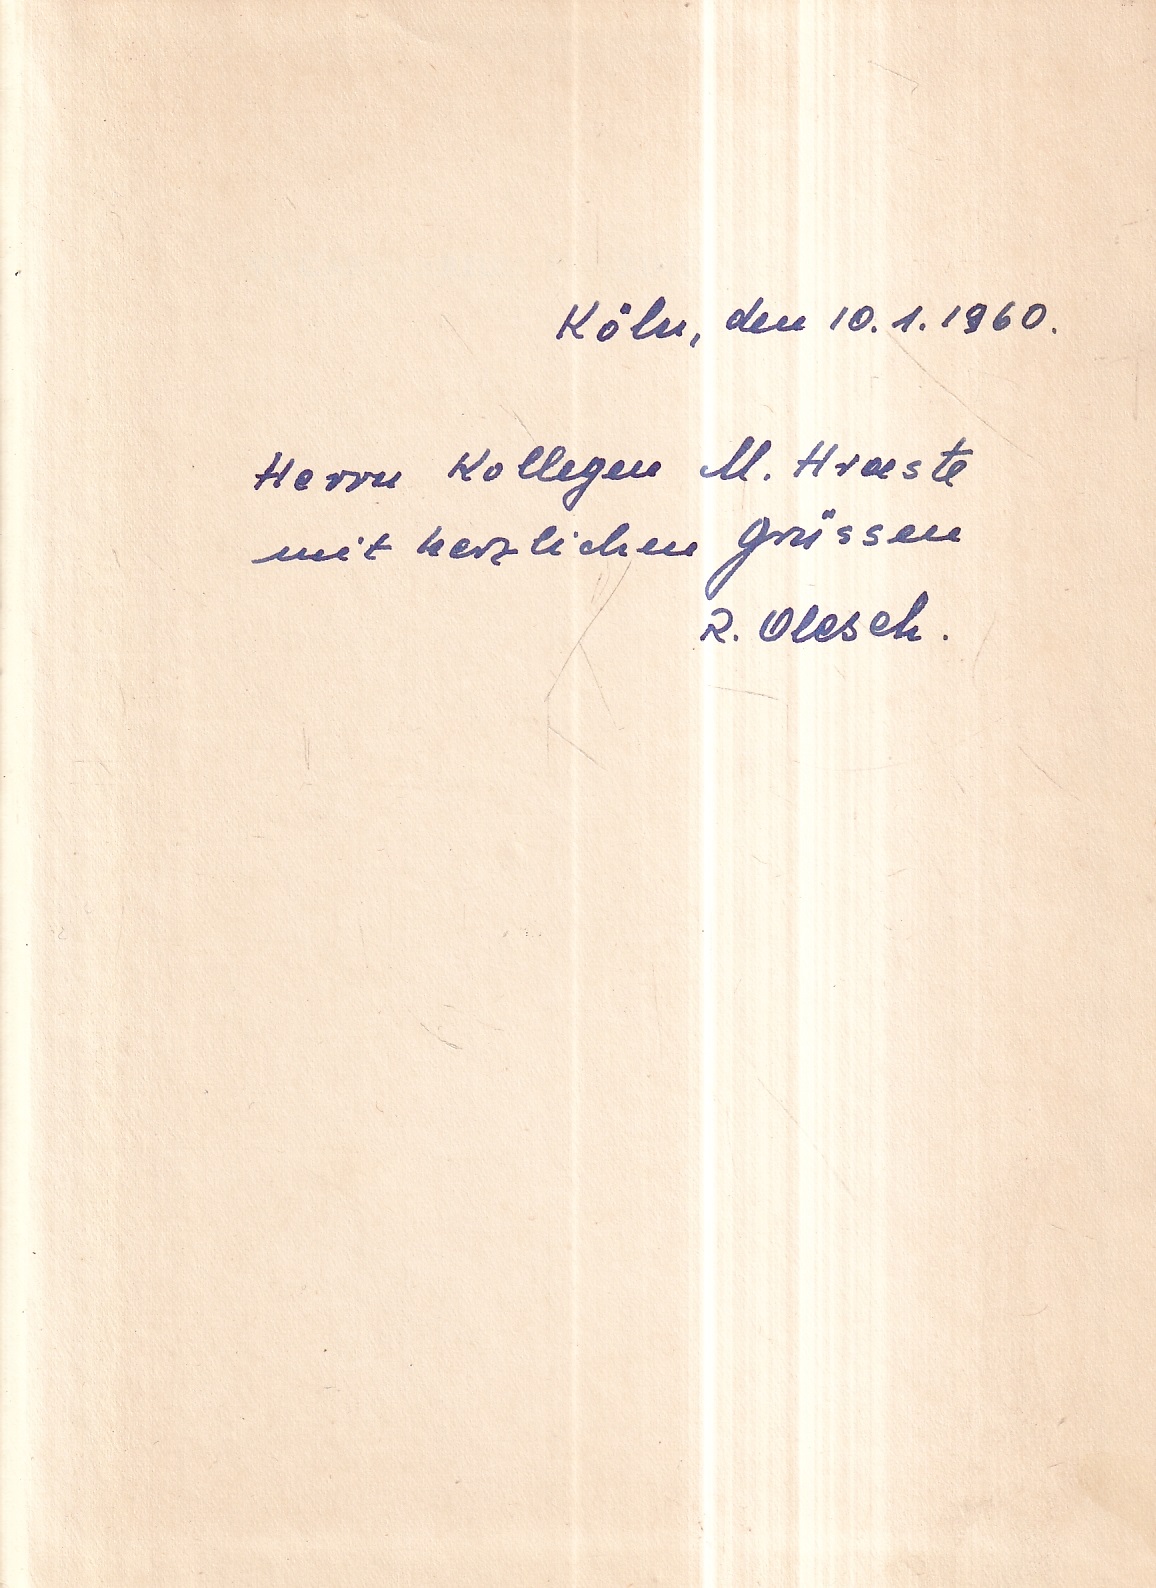 Köln, den 10.1.1960.
Herrn Kollegen M. Hraste
mit herzlichen Grüssen
R. Olesch.